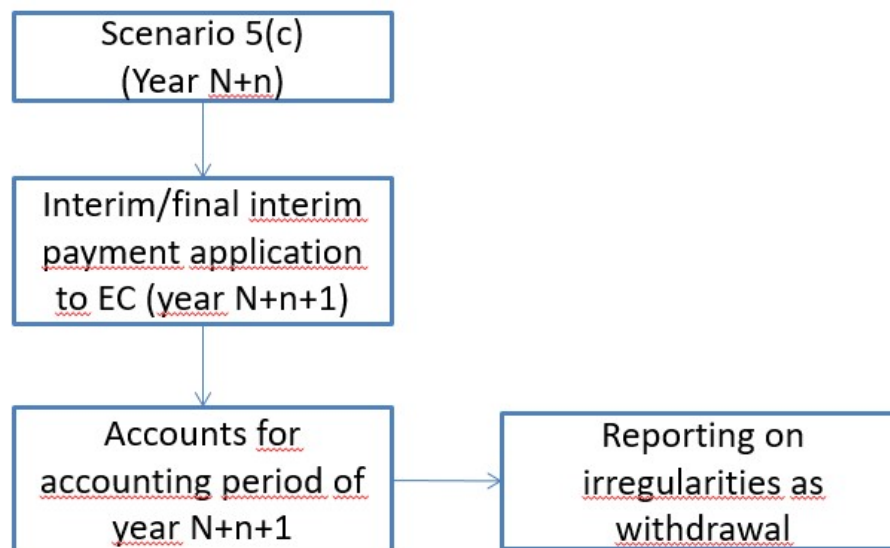 Scenario 5(c)
(Year N+n)
Interim/final interim
payment application
to EC (year N+n+1)
Accounts for
accounting period of
year N+n+1
Reporting on
irregularities as
withdrawal